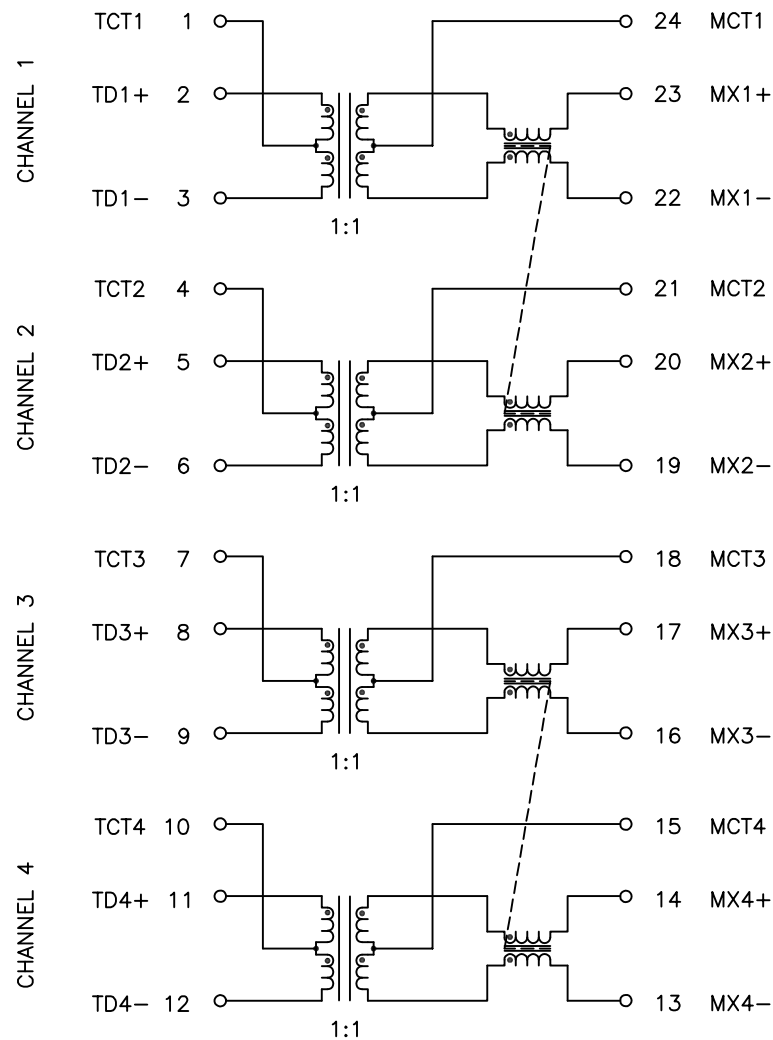 CHANNEL 1
TCT1 1 24 MCT1
TD1+ 2 23 MX1+
TD1- 3 22 MX1-
1:1
CHANNEL 2
TCT2 4 21 MCT2
TD2+ 5 20 MX2+
TD2- 6 19 MX2-
1:1
CHANNEL 3
TCT3 7 18 MCT3
TD3+ 8 17 MX3+
TD3- 9 16 MX3-
1:1
CHANNEL 4
TCT4 10 15 MCT4
TD4+ 11 14 MX4+
TD4- 12 13 MX4-
1:1